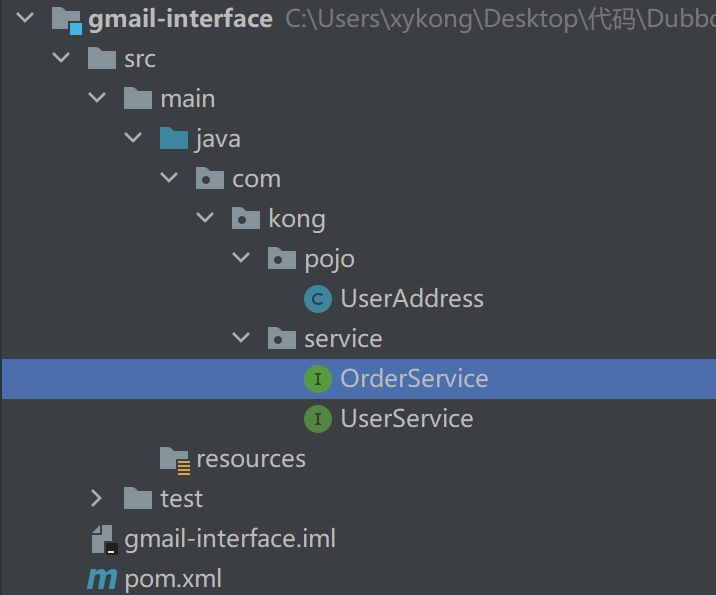 gmail-interface C:\Users\xykong\Desktop\代码\Dubbo
src
main
java
com
kong
pojo
C UserAddress
service
I OrderService
I UserService
resources
test
gmail-interface.iml
m pom.xml